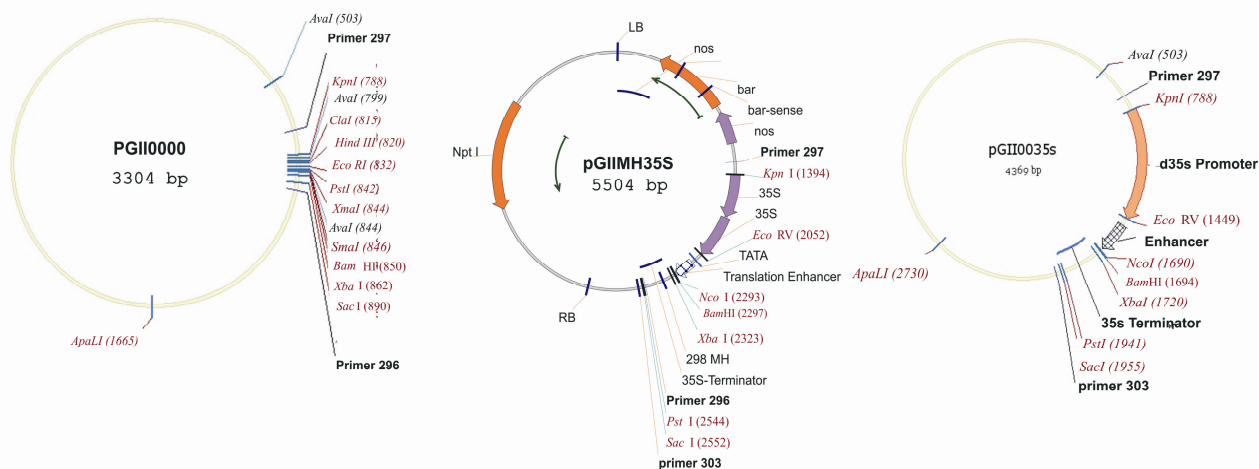 AvaI (503)
Primer 297
KpnI (788)
AvaI (799)
ClaI (815)
Hind III (820)
Eco RI (832)
PstI (842)
XmaI (844)
AvaI (844)
SmaI (846)
Bam HI (850)
Xba I (862)
Sac I (890)
Primer 296
ApaLI (1665)
PGII0000
3304 bp
LB
nos
bar
bar-sense
nos
Primer 297
Kpn I (1394)
35S
35S
Eco RV (2052)
TATA
Translation Enhancer
Nco I (2293)
BamHI (2297)
Xba I (2323)
298 MH
35S-Terminator
Primer 296
Pst I (2544)
Sac I (2552)
primer 303
RB
Npt I
pGIIMH35S
5504 bp
AvaI (503)
Primer 297
KpnI (788)
d35s Promoter
Eco RV (1449)
Enhancer
NcoI (1690)
BamHI (1694)
XbaI (1720)
35s Terminator
PstI (1941)
SacI (1955)
primer 303
ApaLI (2730)
pGII0035s
4369 bp